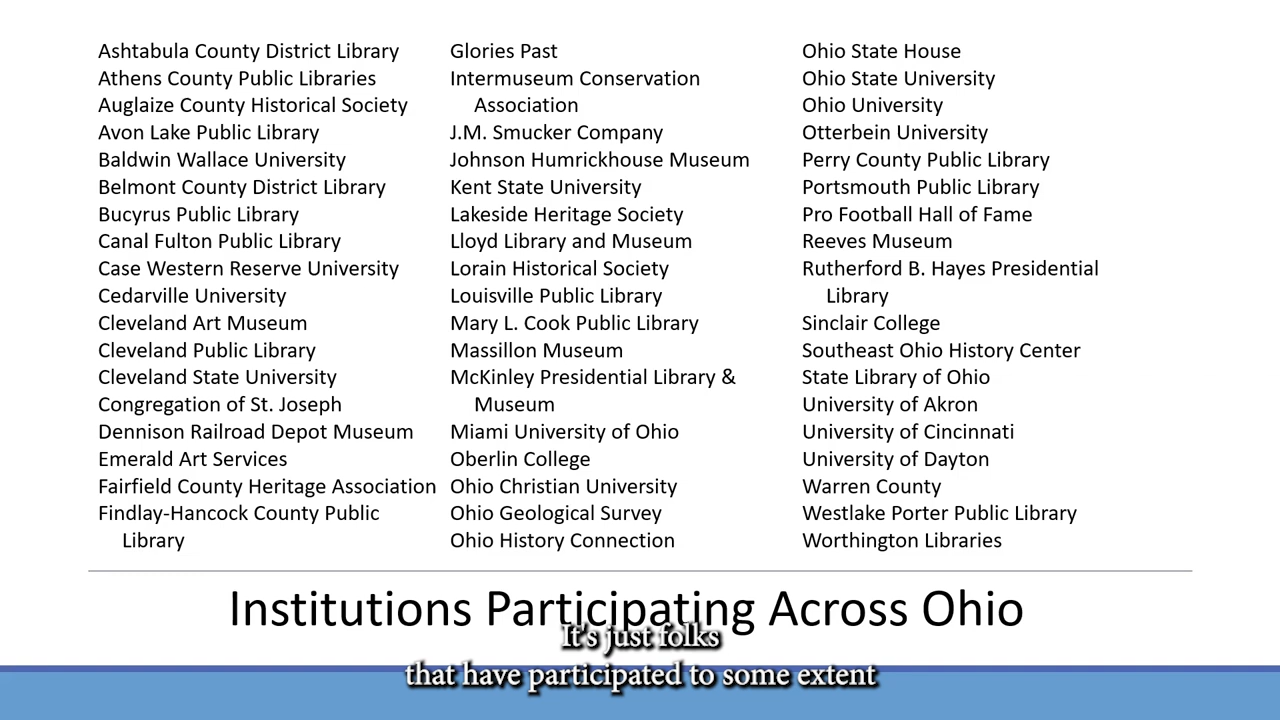 Ashtabula County District Library
Athens County Public Libraries
Auglaize County Historical Society
Avon Lake Public Library
Baldwin Wallace University
Belmont County District Library
Bucyrus Public Library
Canal Fulton Public Library
Case Western Reserve University
Cedarville University
Cleveland Art Museum
Cleveland Public Library
Cleveland State University
Congregation of St. Joseph
Dennison Railroad Depot Museum
Emerald Art Services
Fairfield County Heritage Association
Findlay-Hancock County Public
Library
Glories Past
Intermuseum Conservation
Association
J.M. Smucker Company
Johnson Humrickhouse Museum
Kent State University
Lakeside Heritage Society
Lloyd Library and Museum
Lorain Historical Society
Louisville Public Library
Mary L. Cook Public Library
Massillon Museum
McKinley Presidential Library &
Museum
Miami University of Ohio
Oberlin College
Ohio Christian University
Ohio Geological Survey
Ohio History Connection
Ohio State House
Ohio State University
Ohio University
Otterbein University
Perry County Public Library
Portsmouth Public Library
Pro Football Hall of Fame
Reeves Museum
Rutherford B. Hayes Presidential
Library
Sinclair College
Southeast Ohio History Center
State Library of Ohio
University of Akron
University of Cincinnati
University of Dayton
Warren County
Westlake Porter Public Library
Worthington Libraries
Institutions Participating Across Ohio
It's just folks
that have participated to some extent